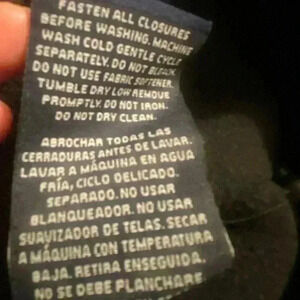 FASTEN ALL CLOSURES
BEFORE WASHING. MACHINE
WASH COLD GENTLE CYCLE
SEPARATELY. DO NOT BLEACH.
DO NOT USE FABRIC SOFTENER.
TUMBLE DRY LOW REMOVE
PROMPTLY. DO NOT IRON.
DO NOT DRY CLEAN.
ABROCHAR TODAS LAS
CERRADURAS ANTES DE LAVAR.
LAVAR A MÁQUINA EN AGUA
FRÍA, CICLO DELICADO.
SEPARADO. NO USAR
BLANQUEADOR. NO USAR
SUAVIZADOR DE TELAS. SECAR
A MÁQUINA CON TEMPERATURA
BAJA. RETIRA ENSEGUIDA.
NO SE DEBE PLANCHARE
EN SECO